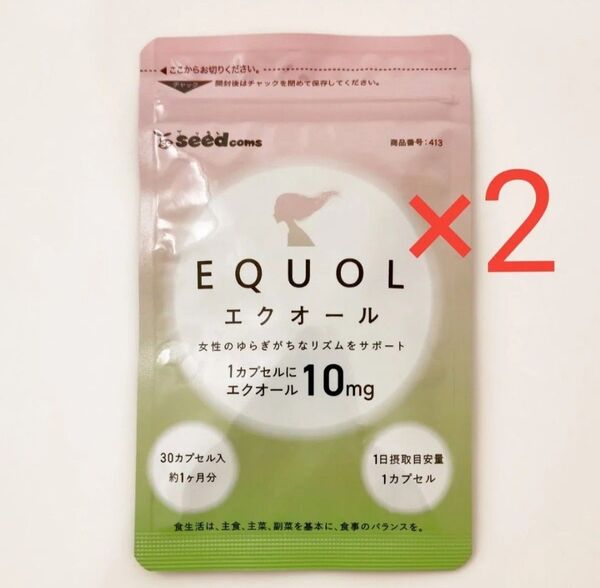 ◀ ここからお切りください。
チャック 開封後はチャックを閉めて保存してください。
seedcoms
商品番号:413
×2
EQUOL
エクオール
女性のゆらぎがちなリズムをサポート
1カプセルに
エクオール10mg
30カプセル入
約1ヶ月分
1日摂取目安量
1カプセル
食生活は、主食、主菜、副菜を基本に、食事のバランスを。